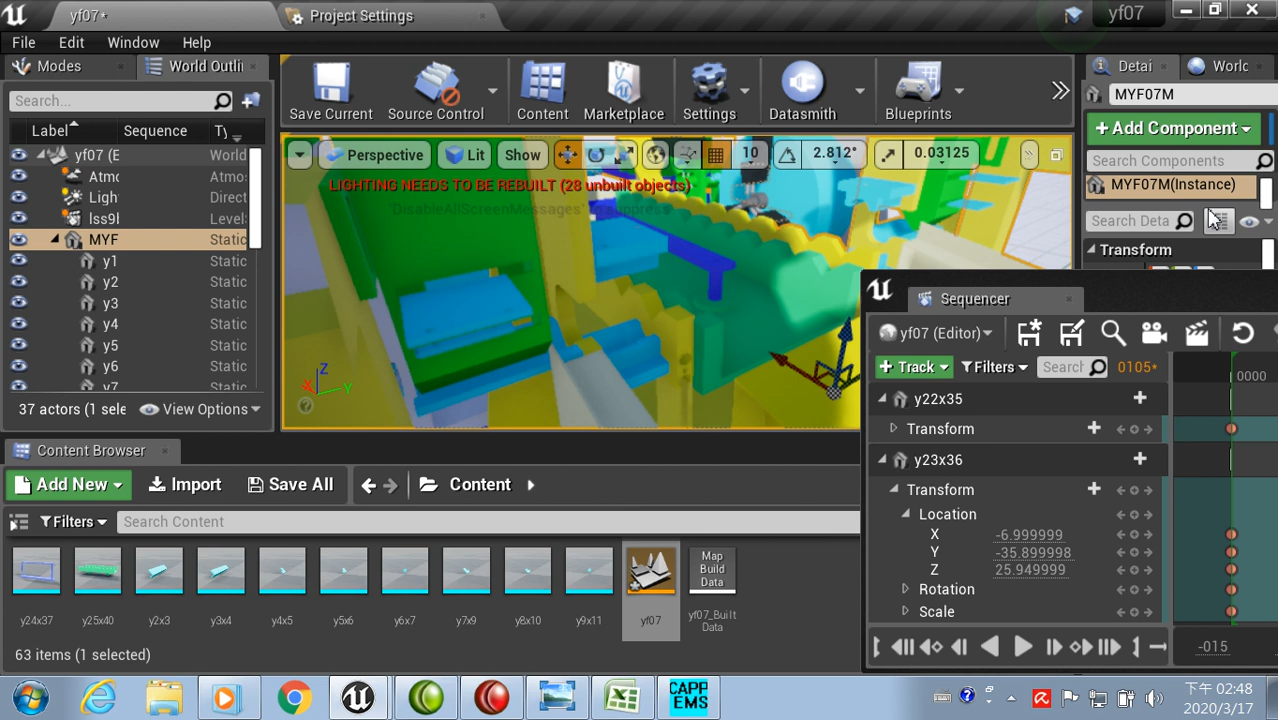 yf07*
Project Settings
yf07
File Edit Window Help
Modes
World Outli
Search...
Label Sequence
yf07 (E World
Atmo Atmo
Ligh Direct
Iss9l Level
MYF Static
y1 Static
y2 Static
y3 Static
y4 Static
y5 Static
y6 Static
y7 Static
37 actors (1 sele View Options
Save Current
Source Control
Content
Marketplace
Settings
Datasmith
Blueprints
Perspective Lit Show 10 2.812° 0.03125
LIGHTING NEEDS TO BE REBUILT (28 unbuilt objects)
'DisableAllScreenMessages' to suppress
X Y Z
Detai
World
MYF07M
+ Add Component
Search Components
MYF07M(Instance)
Search Deta
Transform
Sequencer
yf07 (Editor)
+ Track Filters Search 0105*
0000
y22x35
Transform
y23x36
Transform
Location
X -6.999999
Y -35.899998
Z 25.949999
Rotation
Scale
-015
Content Browser
Add New Import Save All Content
Filters Search Content
Map Build Data
y24x37 y25x40 y2x3 y3x4 y4x5 y5x6 y6x7 y7x9 y8x10 y9x11 yf07 yf07_Built Data
63 items (1 selected)
CAPP EMS
下午 02:48
2020/3/17